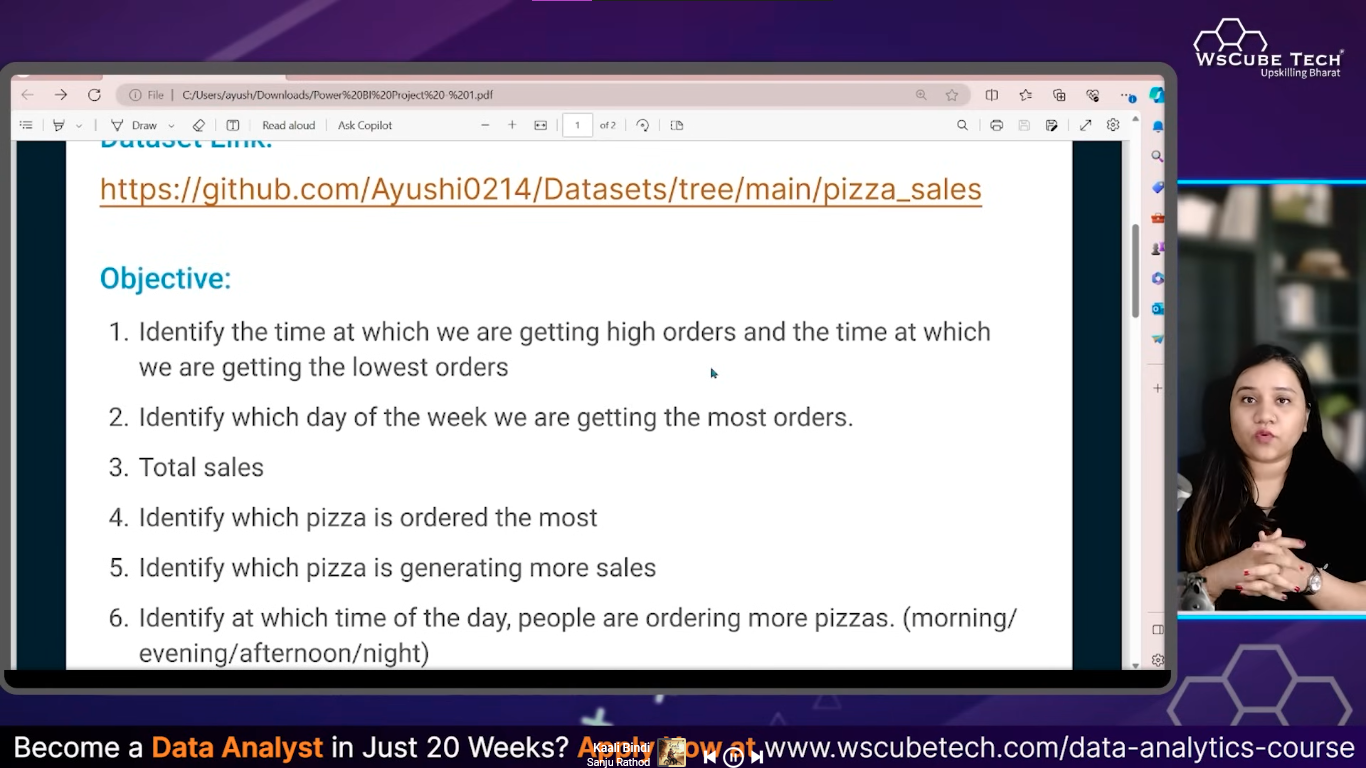 WSCUBE TECH
Upskilling Bharat
File
C:/Users/ayush/Downloads/Power%20BI%20Project%20-%201.pdf
Draw
Read aloud
Ask Copilot
1 of 2
Dataset Link:
https://github.com/Ayushi0214/Datasets/tree/main/pizza_sales
Objective:
1. Identify the time at which we are getting high orders and the time at which
we are getting the lowest orders
2. Identify which day of the week we are getting the most orders.
3. Total sales
4. Identify which pizza is ordered the most
5. Identify which pizza is generating more sales
6. Identify at which time of the day, people are ordering more pizzas. (morning/
evening/afternoon/night)
Become a Data Analyst in Just 20 Weeks? Apply Now at www.wscubetech.com/data-analytics-course
Kaali Bindi
Sanju Rathod